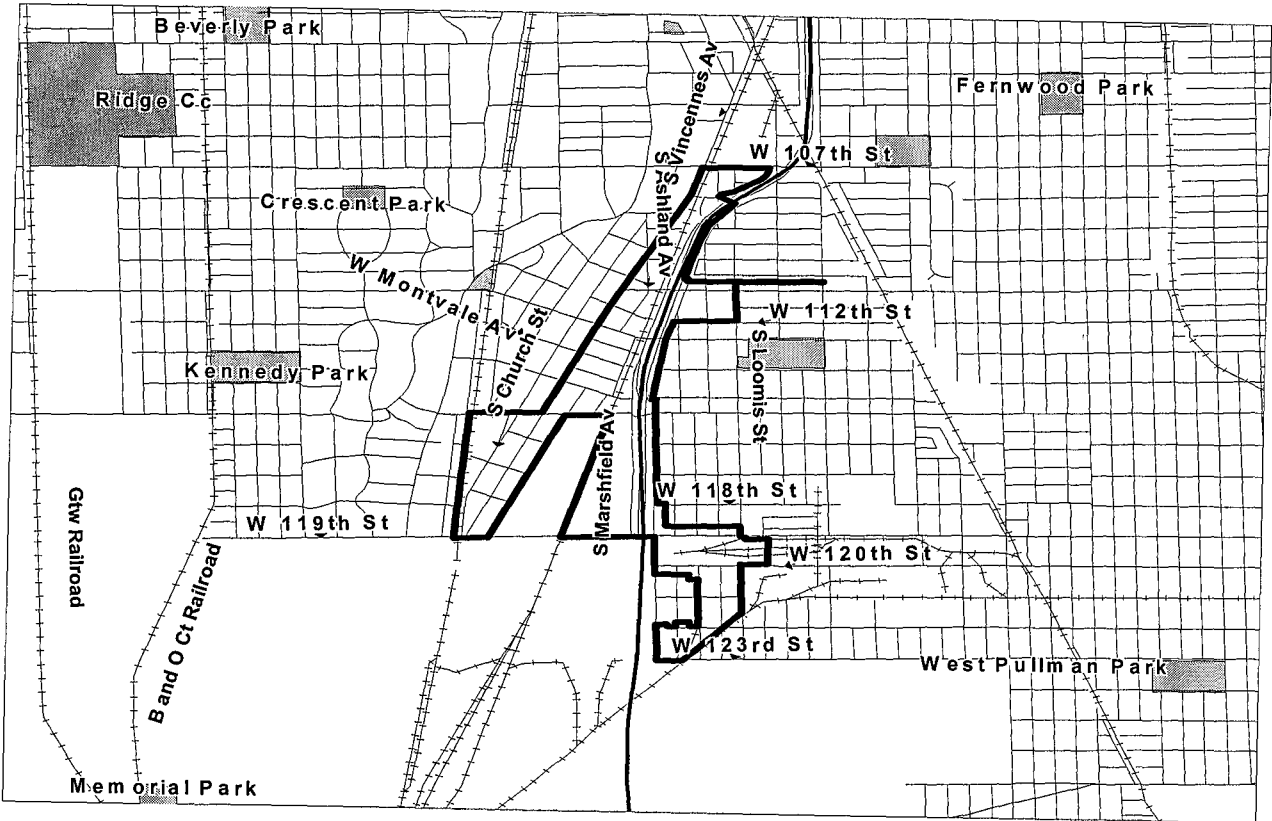 Beverly Park
Ridge Cc
S Vincennes Av
Fernwood Park
W 107th St
S Ashland Av
Crescent Park
W Montvale Av
W 112th St
S Church St
S Loomis St
Kennedy Park
S Marshfield Av
W 118th St
Gtw Railroad
W 119th St
B and O Ct Railroad
W 120th St
W 123rd St
West Pullman Park
Memorial Park